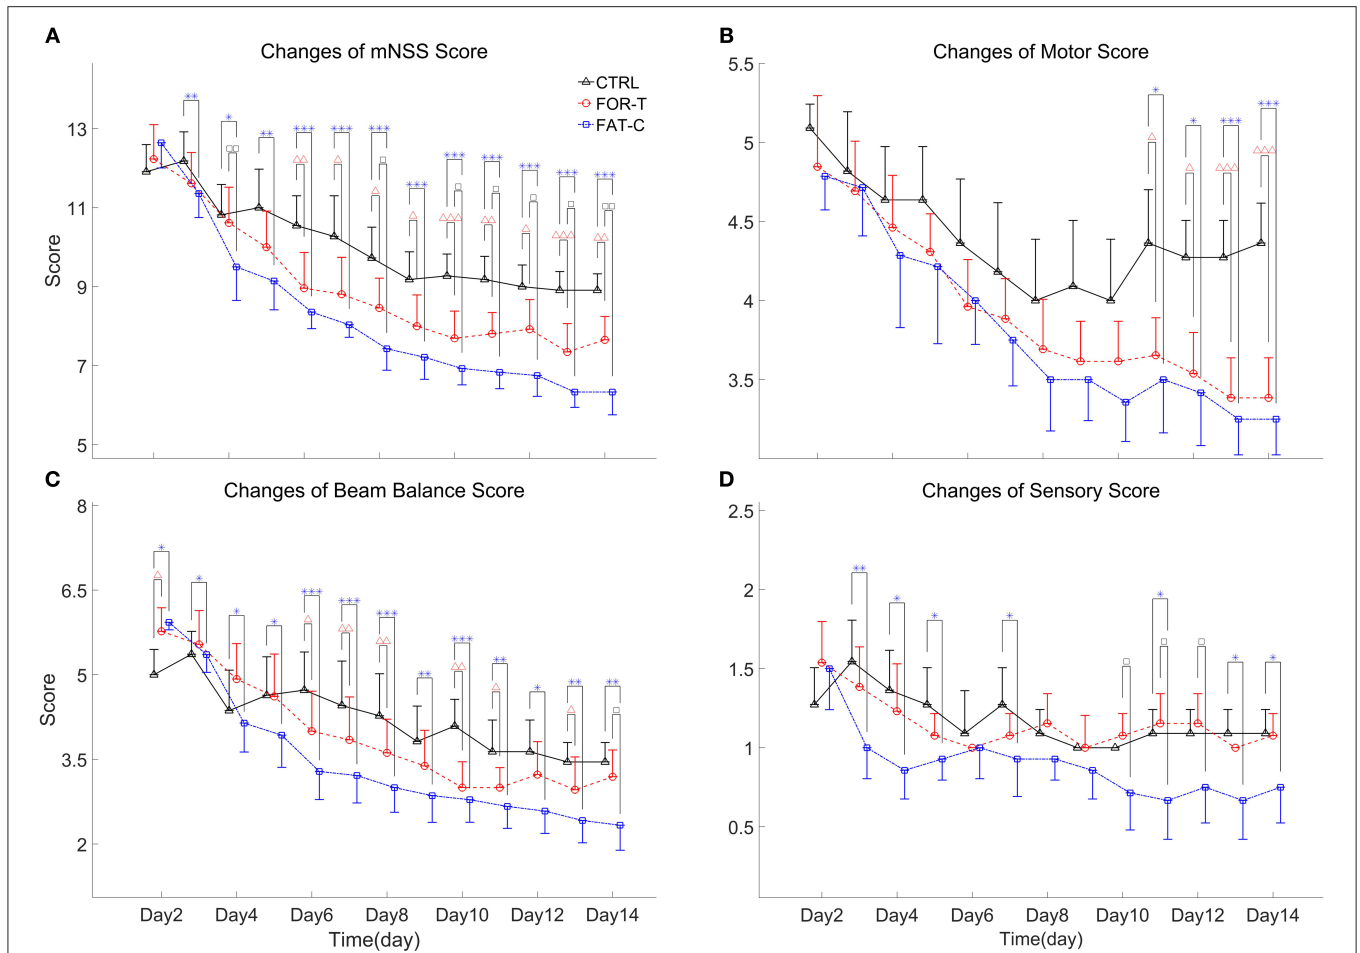 A
Changes of mNSS Score
CTRL
FOR-T
FAT-C
13
11
9
7
5
Score
B
Changes of Motor Score
5.5
5
4.5
4
3.5
C
Changes of Beam Balance Score
8
6.5
5
3.5
2
Score
Day2 Day4 Day6 Day8 Day10 Day12 Day14
Time(day)
D
Changes of Sensory Score
2.5
2
1.5
1
0.5
Day2 Day4 Day6 Day8 Day10 Day12 Day14
Time(day)